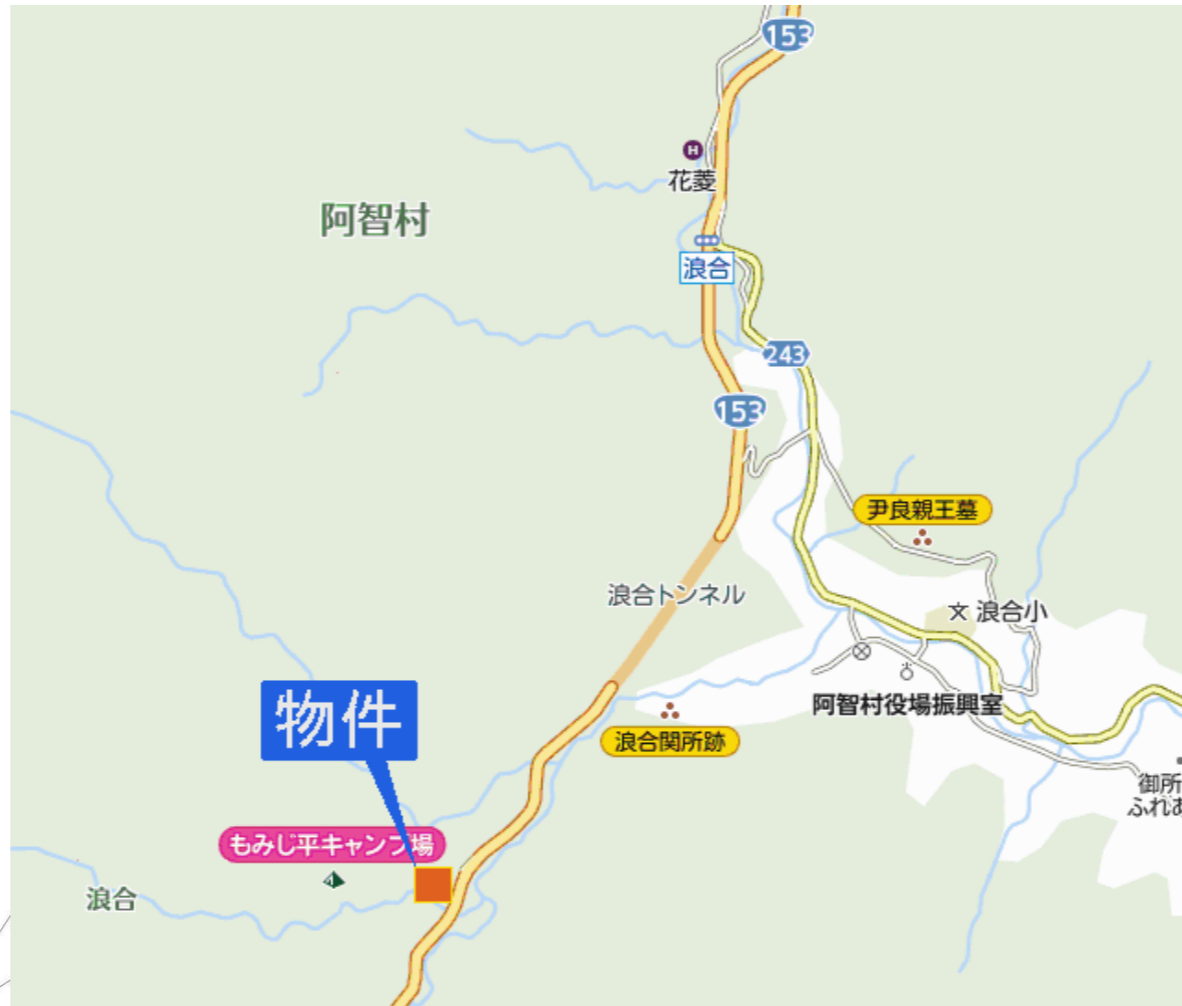 153
花菱
阿智村
浪合
243
153
尹良親王墓
浪合トンネル
文 浪合小
阿智村役場振興室
物件
浪合関所跡
御所
ふれあ
もみじ平キャンプ場
浪合